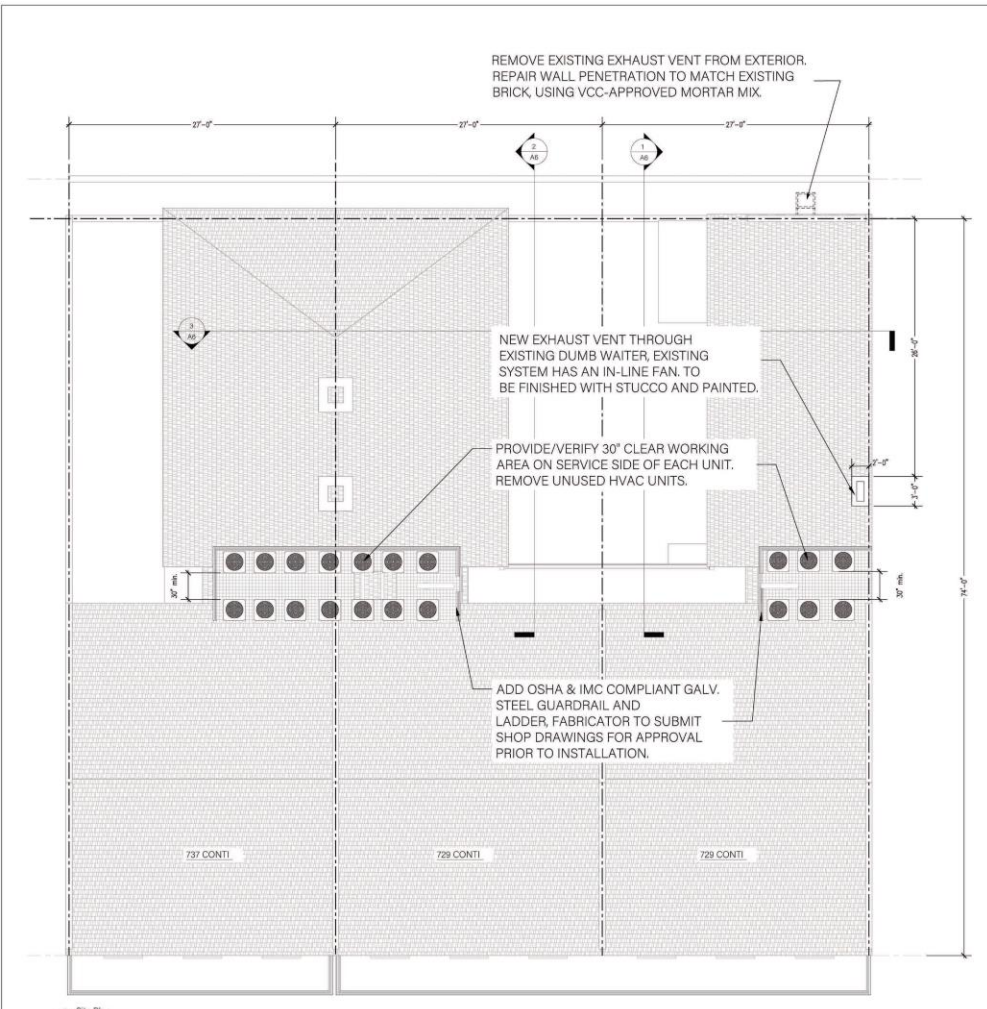 REMOVE EXISTING EXHAUST VENT FROM EXTERIOR.
REPAIR WALL PENETRATION TO MATCH EXISTING
BRICK, USING VCC-APPROVED MORTAR MIX.
27'-0"
27'-0"
27'-0"
2
A6
1
A6
3
A6
NEW EXHAUST VENT THROUGH
EXISTING DUMB WAITER, EXISTING
SYSTEM HAS AN IN-LINE FAN. TO
BE FINISHED WITH STUCCO AND PAINTED.
26'-0"
PROVIDE/VERIFY 30" CLEAR WORKING
AREA ON SERVICE SIDE OF EACH UNIT.
REMOVE UNUSED HVAC UNITS.
2'-0"
3'-0"
30" min.
30" min.
74'-0"
ADD OSHA & IMC COMPLIANT GALV.
STEEL GUARDRAIL AND
LADDER, FABRICATOR TO SUBMIT
SHOP DRAWINGS FOR APPROVAL
PRIOR TO INSTALLATION.
737 CONTI
729 CONTI
729 CONTI